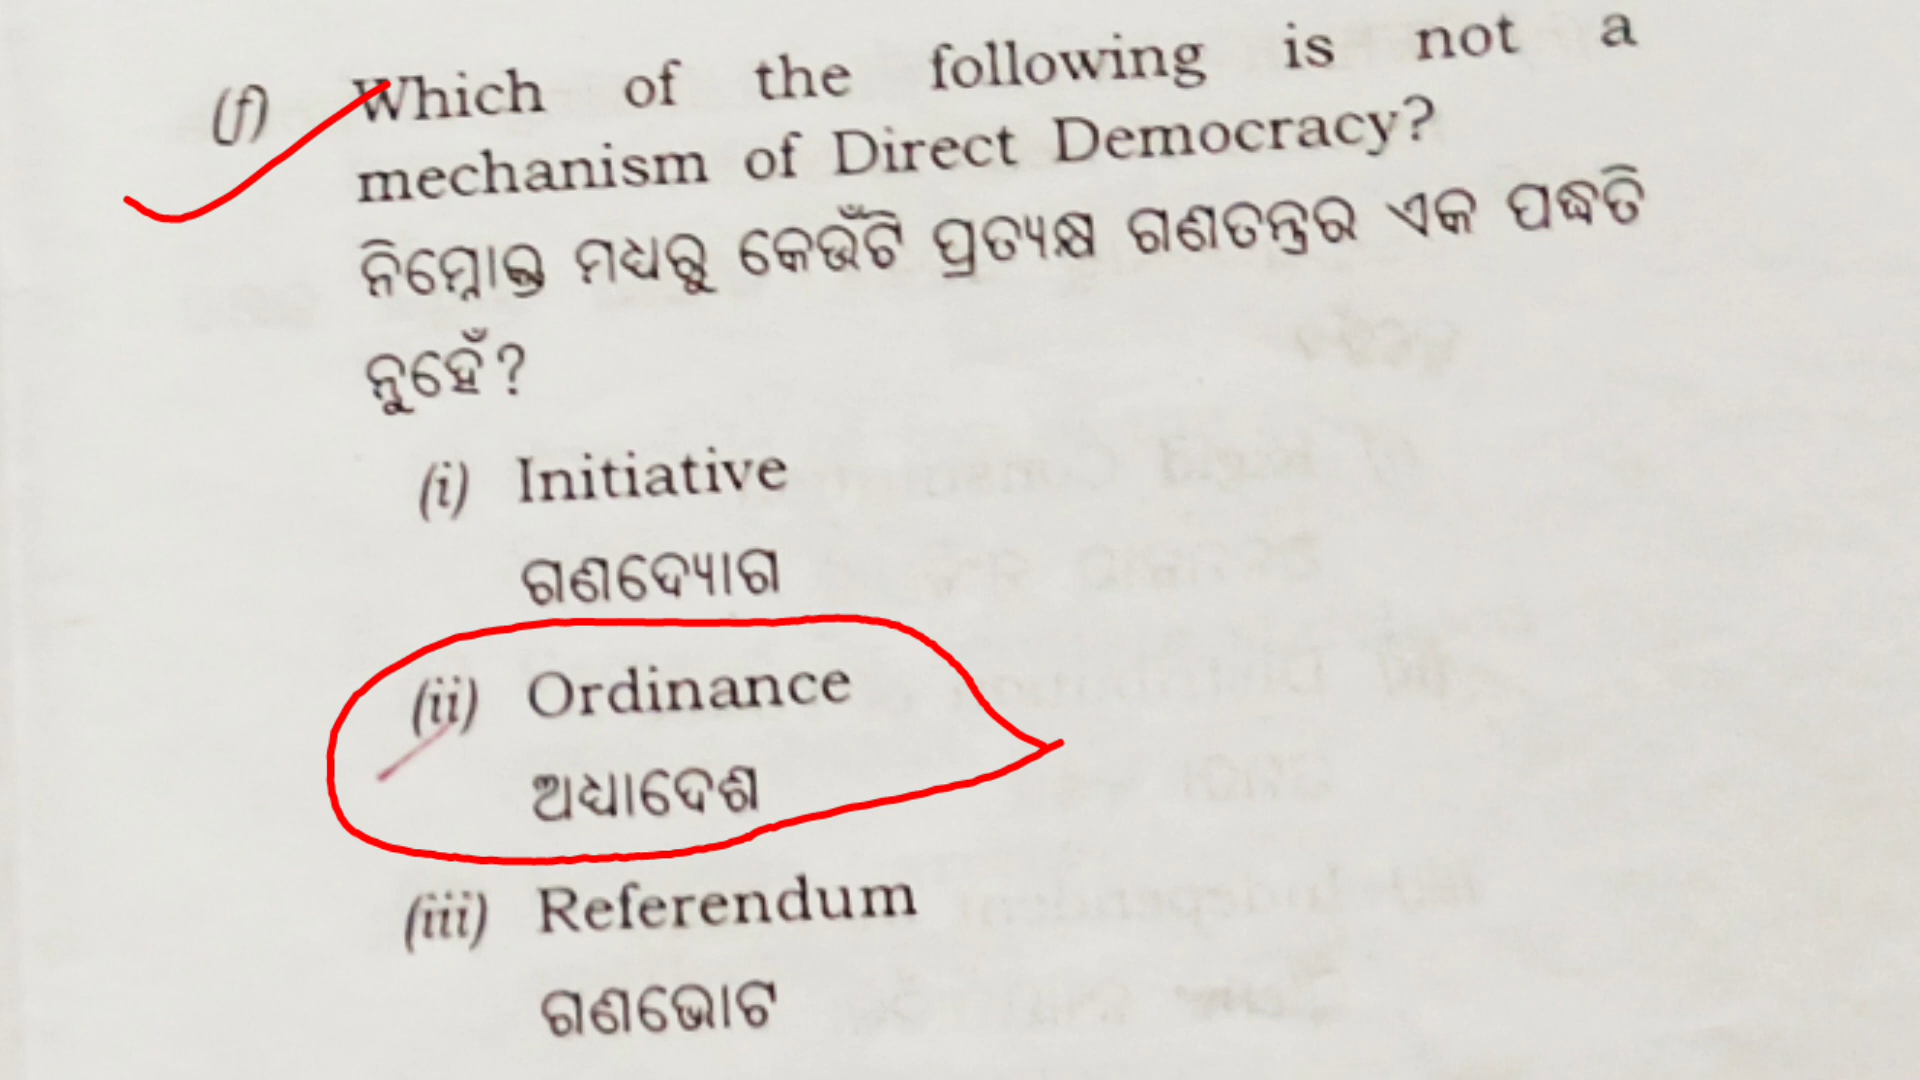 (f) Which of the following is not a
mechanism of Direct Democracy?
ନିମ୍ନୋକ୍ତ ମଧ୍ୟରୁ କେଉଁଟି ପ୍ରତ୍ୟକ୍ଷ ଗଣତନ୍ତ୍ରର ଏକ ପଦ୍ଧତି
ନୁହେଁ?
(i) Initiative
ଗଣଦ୍ୟୋଗ
(ii) Ordinance
ଅଧ୍ୟାଦେଶ
(iii) Referendum
ଗଣଭୋଟ